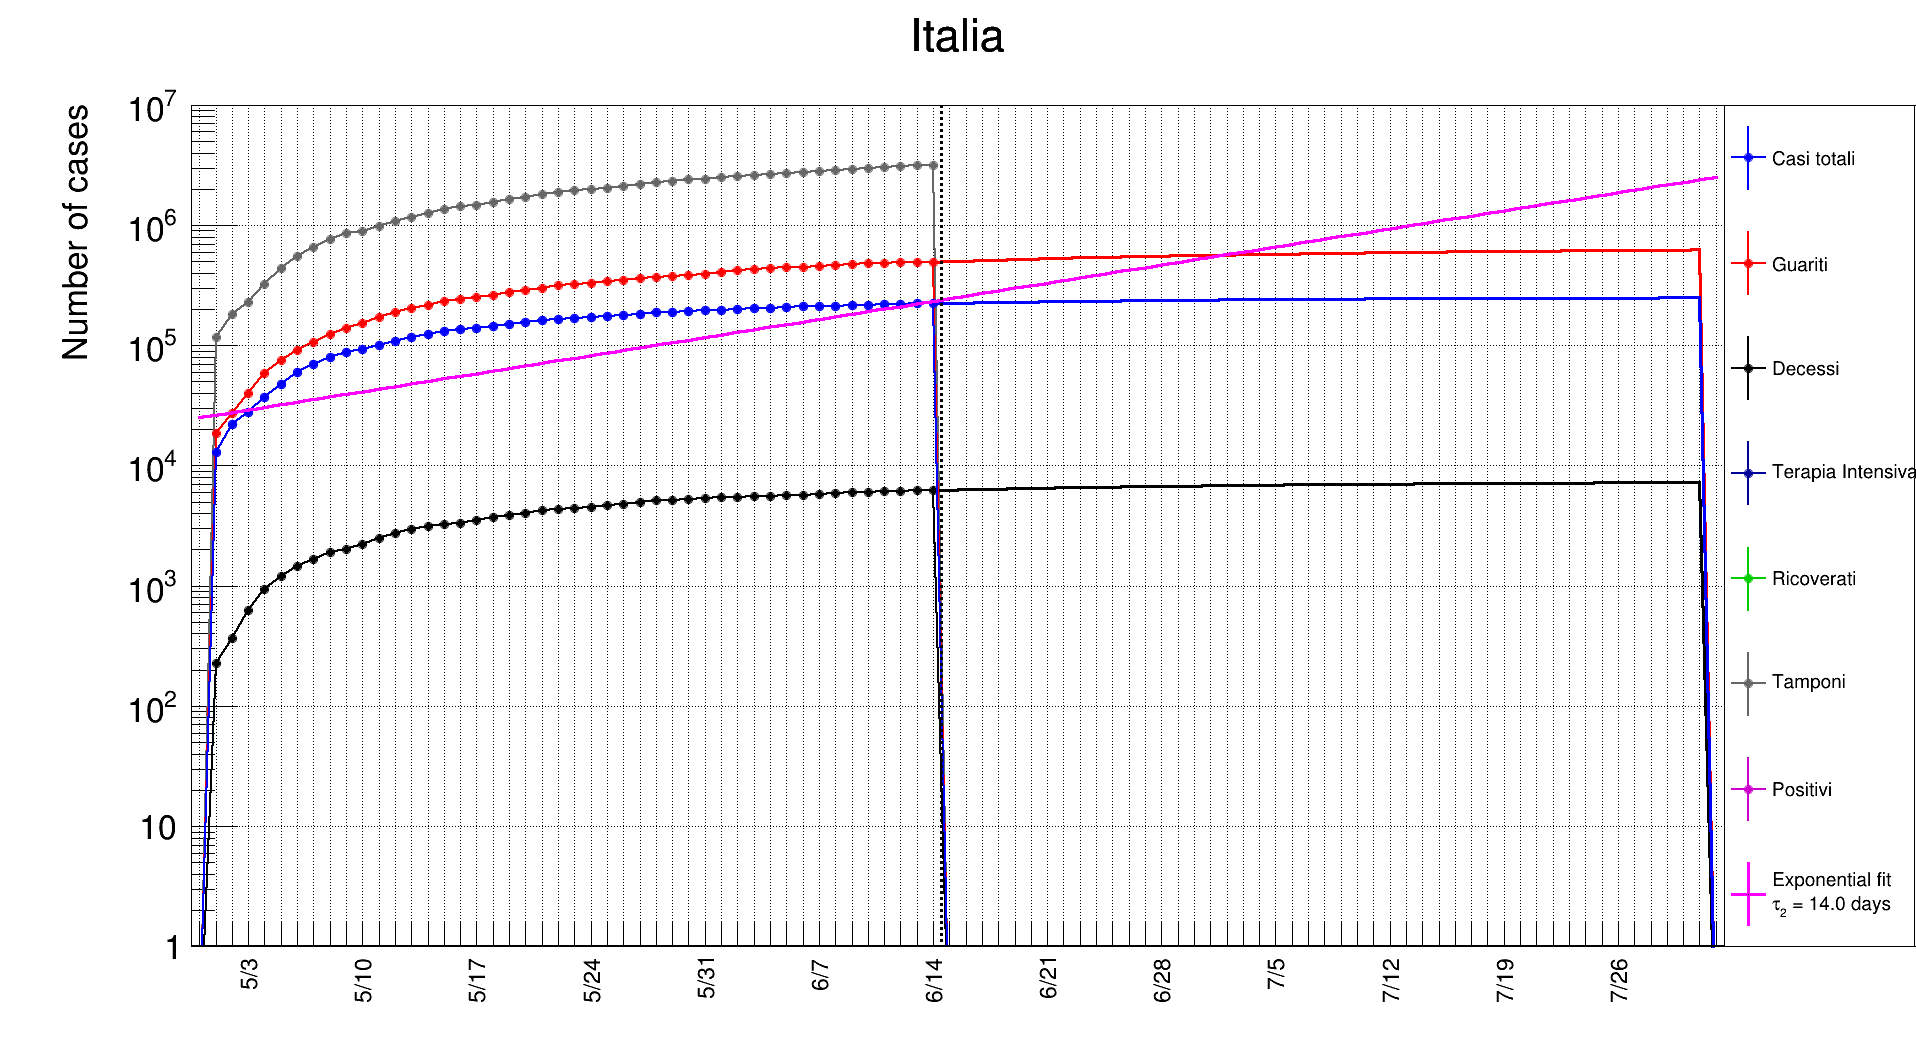 Italia
Number of cases
10^7
10^6
10^5
10^4
10^3
10^2
10
1
5/3
5/10
5/17
5/24
5/31
6/7
6/14
6/21
6/28
7/5
7/12
7/19
7/26
Casi totali
Guariti
Decessi
Terapia Intensiva
Ricoverati
Tamponi
Positivi
Exponential fit
τ_2 = 14.0 days